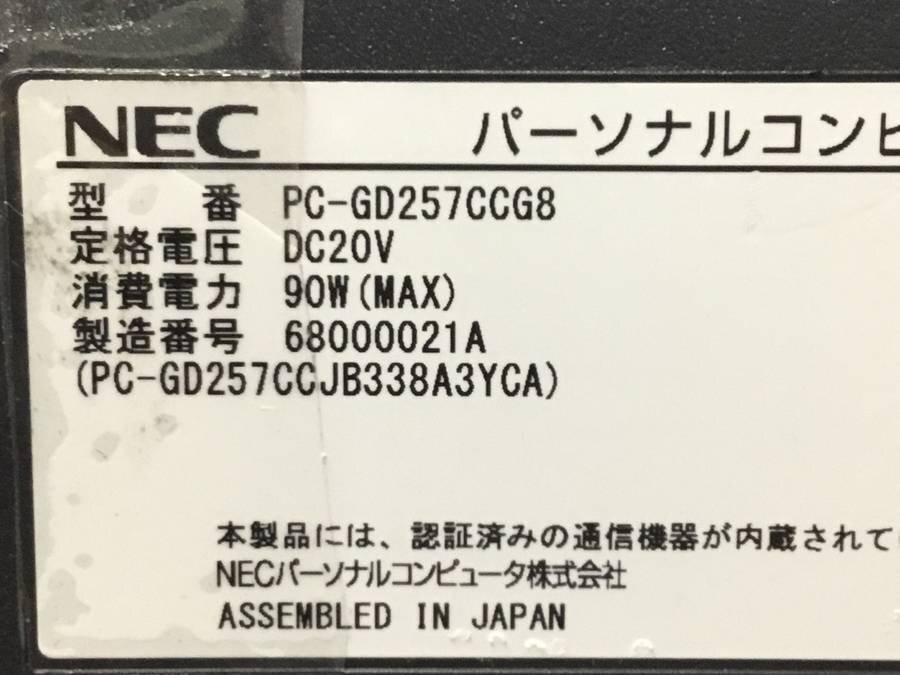 NEC パーソナルコンピ
型番 PC-GD257CCG8
定格電圧 DC20V
消費電力 90W(MAX)
製造番号 68000021A
(PC-GD257CCJB338A3YCA)
本製品には、認証済みの通信機器が内蔵されて
NECパーソナルコンピュータ株式会社
ASSEMBLED IN JAPAN